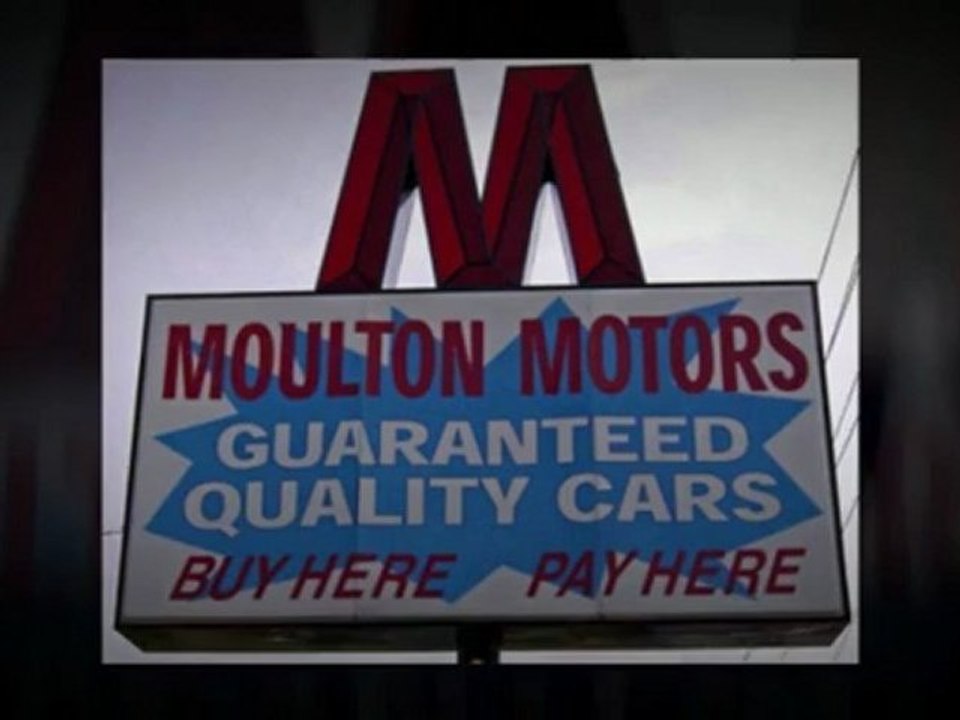 M
MOULTON MOTORS
GUARANTEED
QUALITY CARS
BUY HERE PAY HERE